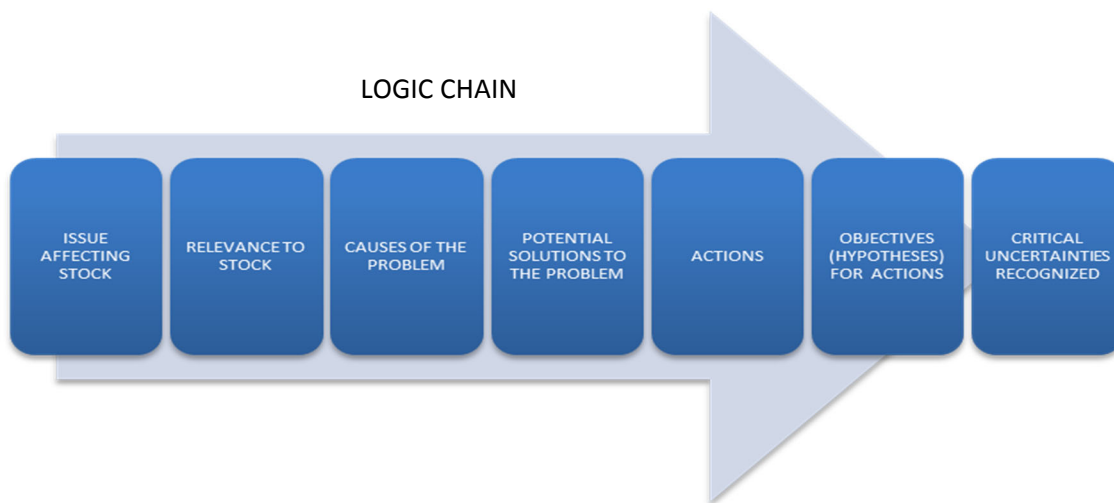 LOGIC CHAIN
ISSUE
AFFECTING
STOCK
RELEVANCE TO
STOCK
CAUSES OF THE
PROBLEM
POTENTIAL
SOLUTIONS TO
THE PROBLEM
ACTIONS
OBJECTIVES
(HYPOTHESES)
FOR ACTIONS
CRITICAL
UNCERTAINTIES
RECOGNIZED